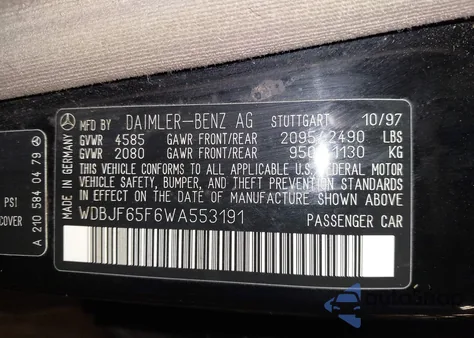 MFD BY DAIMLER-BENZ AG STUTTGART 10/97
GVWR 4585 GAWR FRONT/REAR 2095/2490 LBS
GVWR 2080 GAWR FRONT/REAR 950/1130 KG
THIS VEHICLE CONFORMS TO ALL APPLICABLE FEDERAL MOTOR
VEHICLE SAFETY, BUMPER, AND THEFT PREVENTION STANDARDS
IN EFFECT ON THE DATE OF MANUFACTURE SHOWN ABOVE
WDBJF65F6WA553191 PASSENGER CAR
MADE IN GERMANY
A 210 584 04 79
PSI
COVER
autoshop